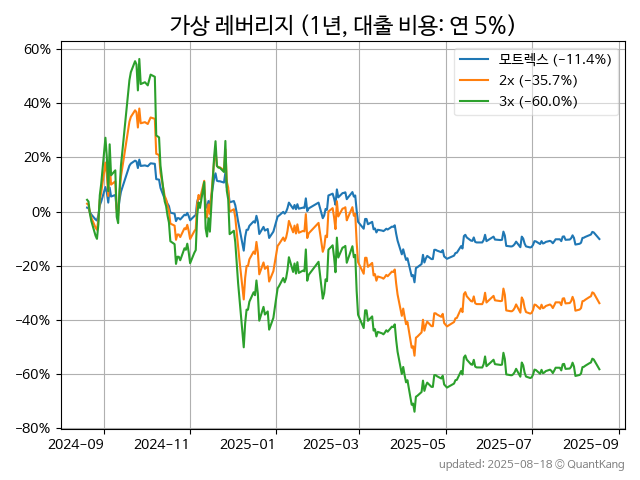 가상 레버리지 (1년, 대출 비용: 연 5%)
모트렉스 (-11.4%)
2x (-35.7%)
3x (-60.0%)
60%
40%
20%
0%
-20%
-40%
-60%
-80%
2024-09 2024-11 2025-01 2025-03 2025-05 2025-07 2025-09
updated: 2025-08-18 © QuantKang